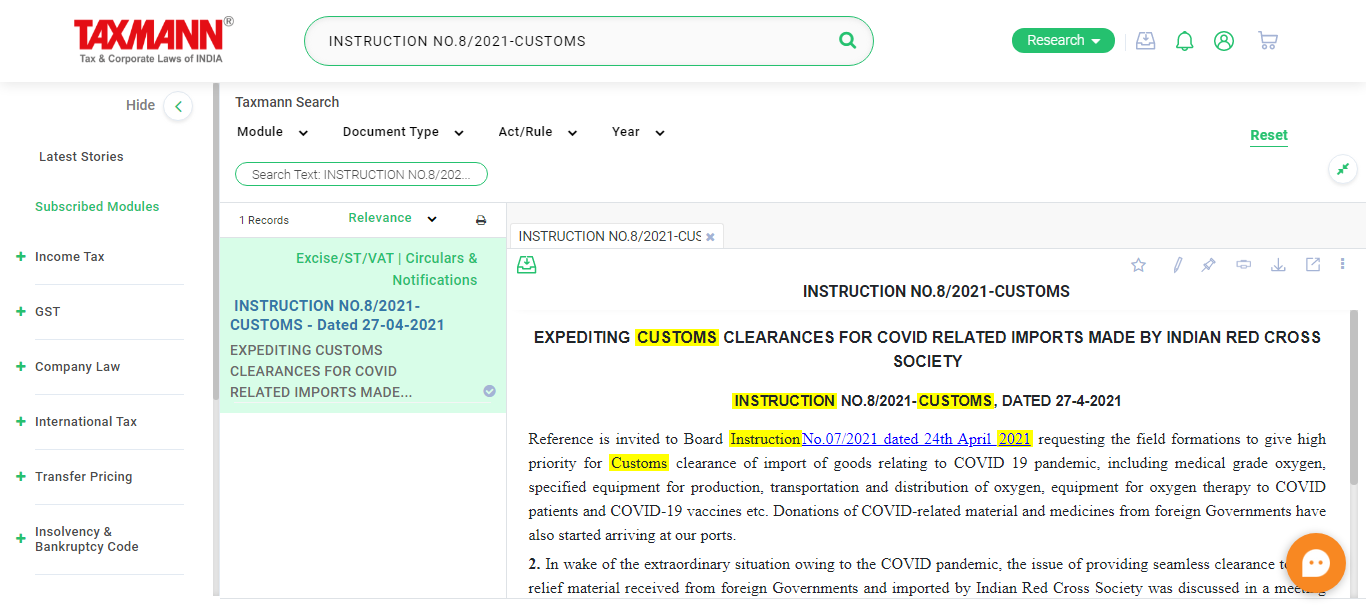 TAXMANN®
Tax & Corporate Laws of INDIA
INSTRUCTION NO.8/2021-CUSTOMS
Research
Hide
Latest Stories
Subscribed Modules
Income Tax
GST
Company Law
International Tax
Transfer Pricing
Insolvency &
Bankruptcy Code
Taxmann Search
Module Document Type Act/Rule Year
Reset
Search Text: INSTRUCTION NO.8/202...
1 Records Relevance
Excise/ST/VAT | Circulars &
Notifications
INSTRUCTION NO.8/2021-
CUSTOMS - Dated 27-04-2021
EXPEDITING CUSTOMS
CLEARANCES FOR COVID
RELATED IMPORTS MADE...
INSTRUCTION NO.8/2021-CUS
INSTRUCTION NO.8/2021-CUSTOMS
EXPEDITING CUSTOMS CLEARANCES FOR COVID RELATED IMPORTS MADE BY INDIAN RED CROSS
SOCIETY
INSTRUCTION NO.8/2021-CUSTOMS, DATED 27-4-2021
Reference is invited to Board Instruction No.07/2021 dated 24th April 2021 requesting the field formations to give high
priority for Customs clearance of import of goods relating to COVID 19 pandemic, including medical grade oxygen,
specified equipment for production, transportation and distribution of oxygen, equipment for oxygen therapy to COVID
patients and COVID-19 vaccines etc. Donations of COVID-related material and medicines from foreign Governments have
also started arriving at our ports.
2. In wake of the extraordinary situation owing to the COVID pandemic, the issue of providing seamless clearance
relief material received from foreign Governments and imported by Indian Red Cross Society was discussed in a meeting